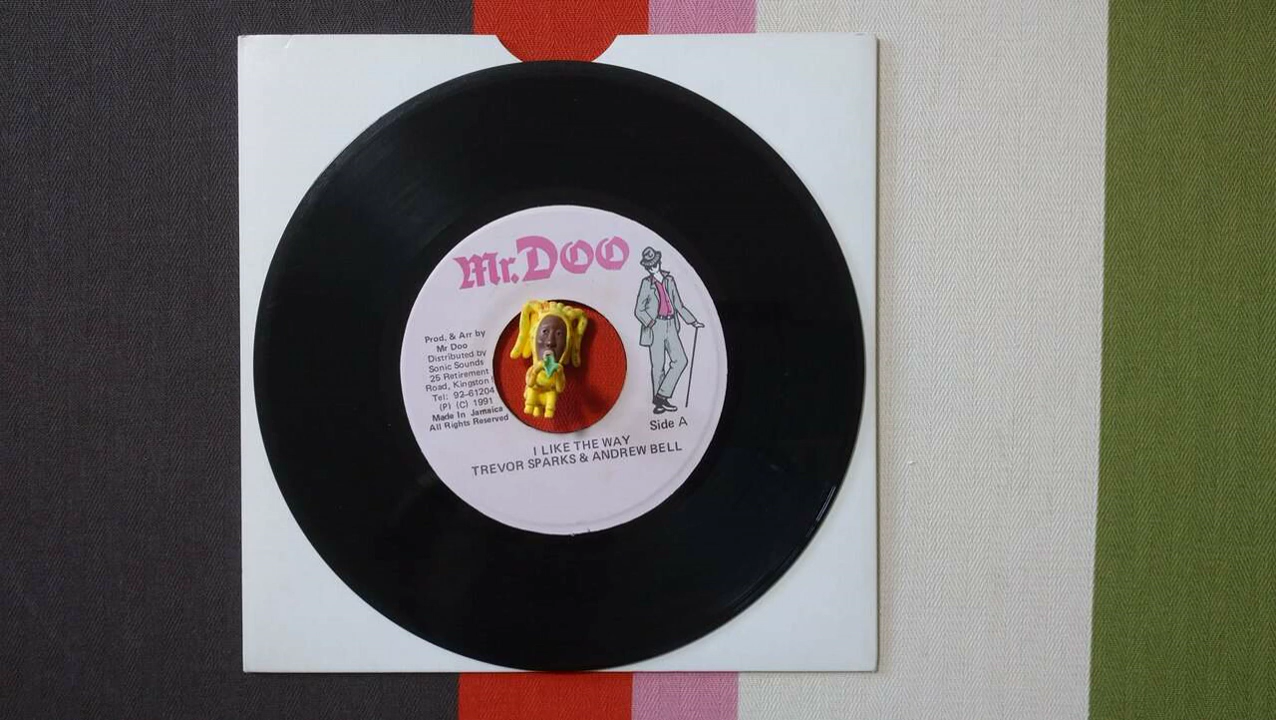 Mr. Doo
Prod. & Arr by
Mr Doo
Distributed by
Sonic Sounds
25 Retirement
Road, Kingston
Tel: 92-61204
(P) (C) 1991
Made In Jamaica
All Rights Reserved
Side A
I LIKE THE WAY
TREVOR SPARKS & ANDREW BELL